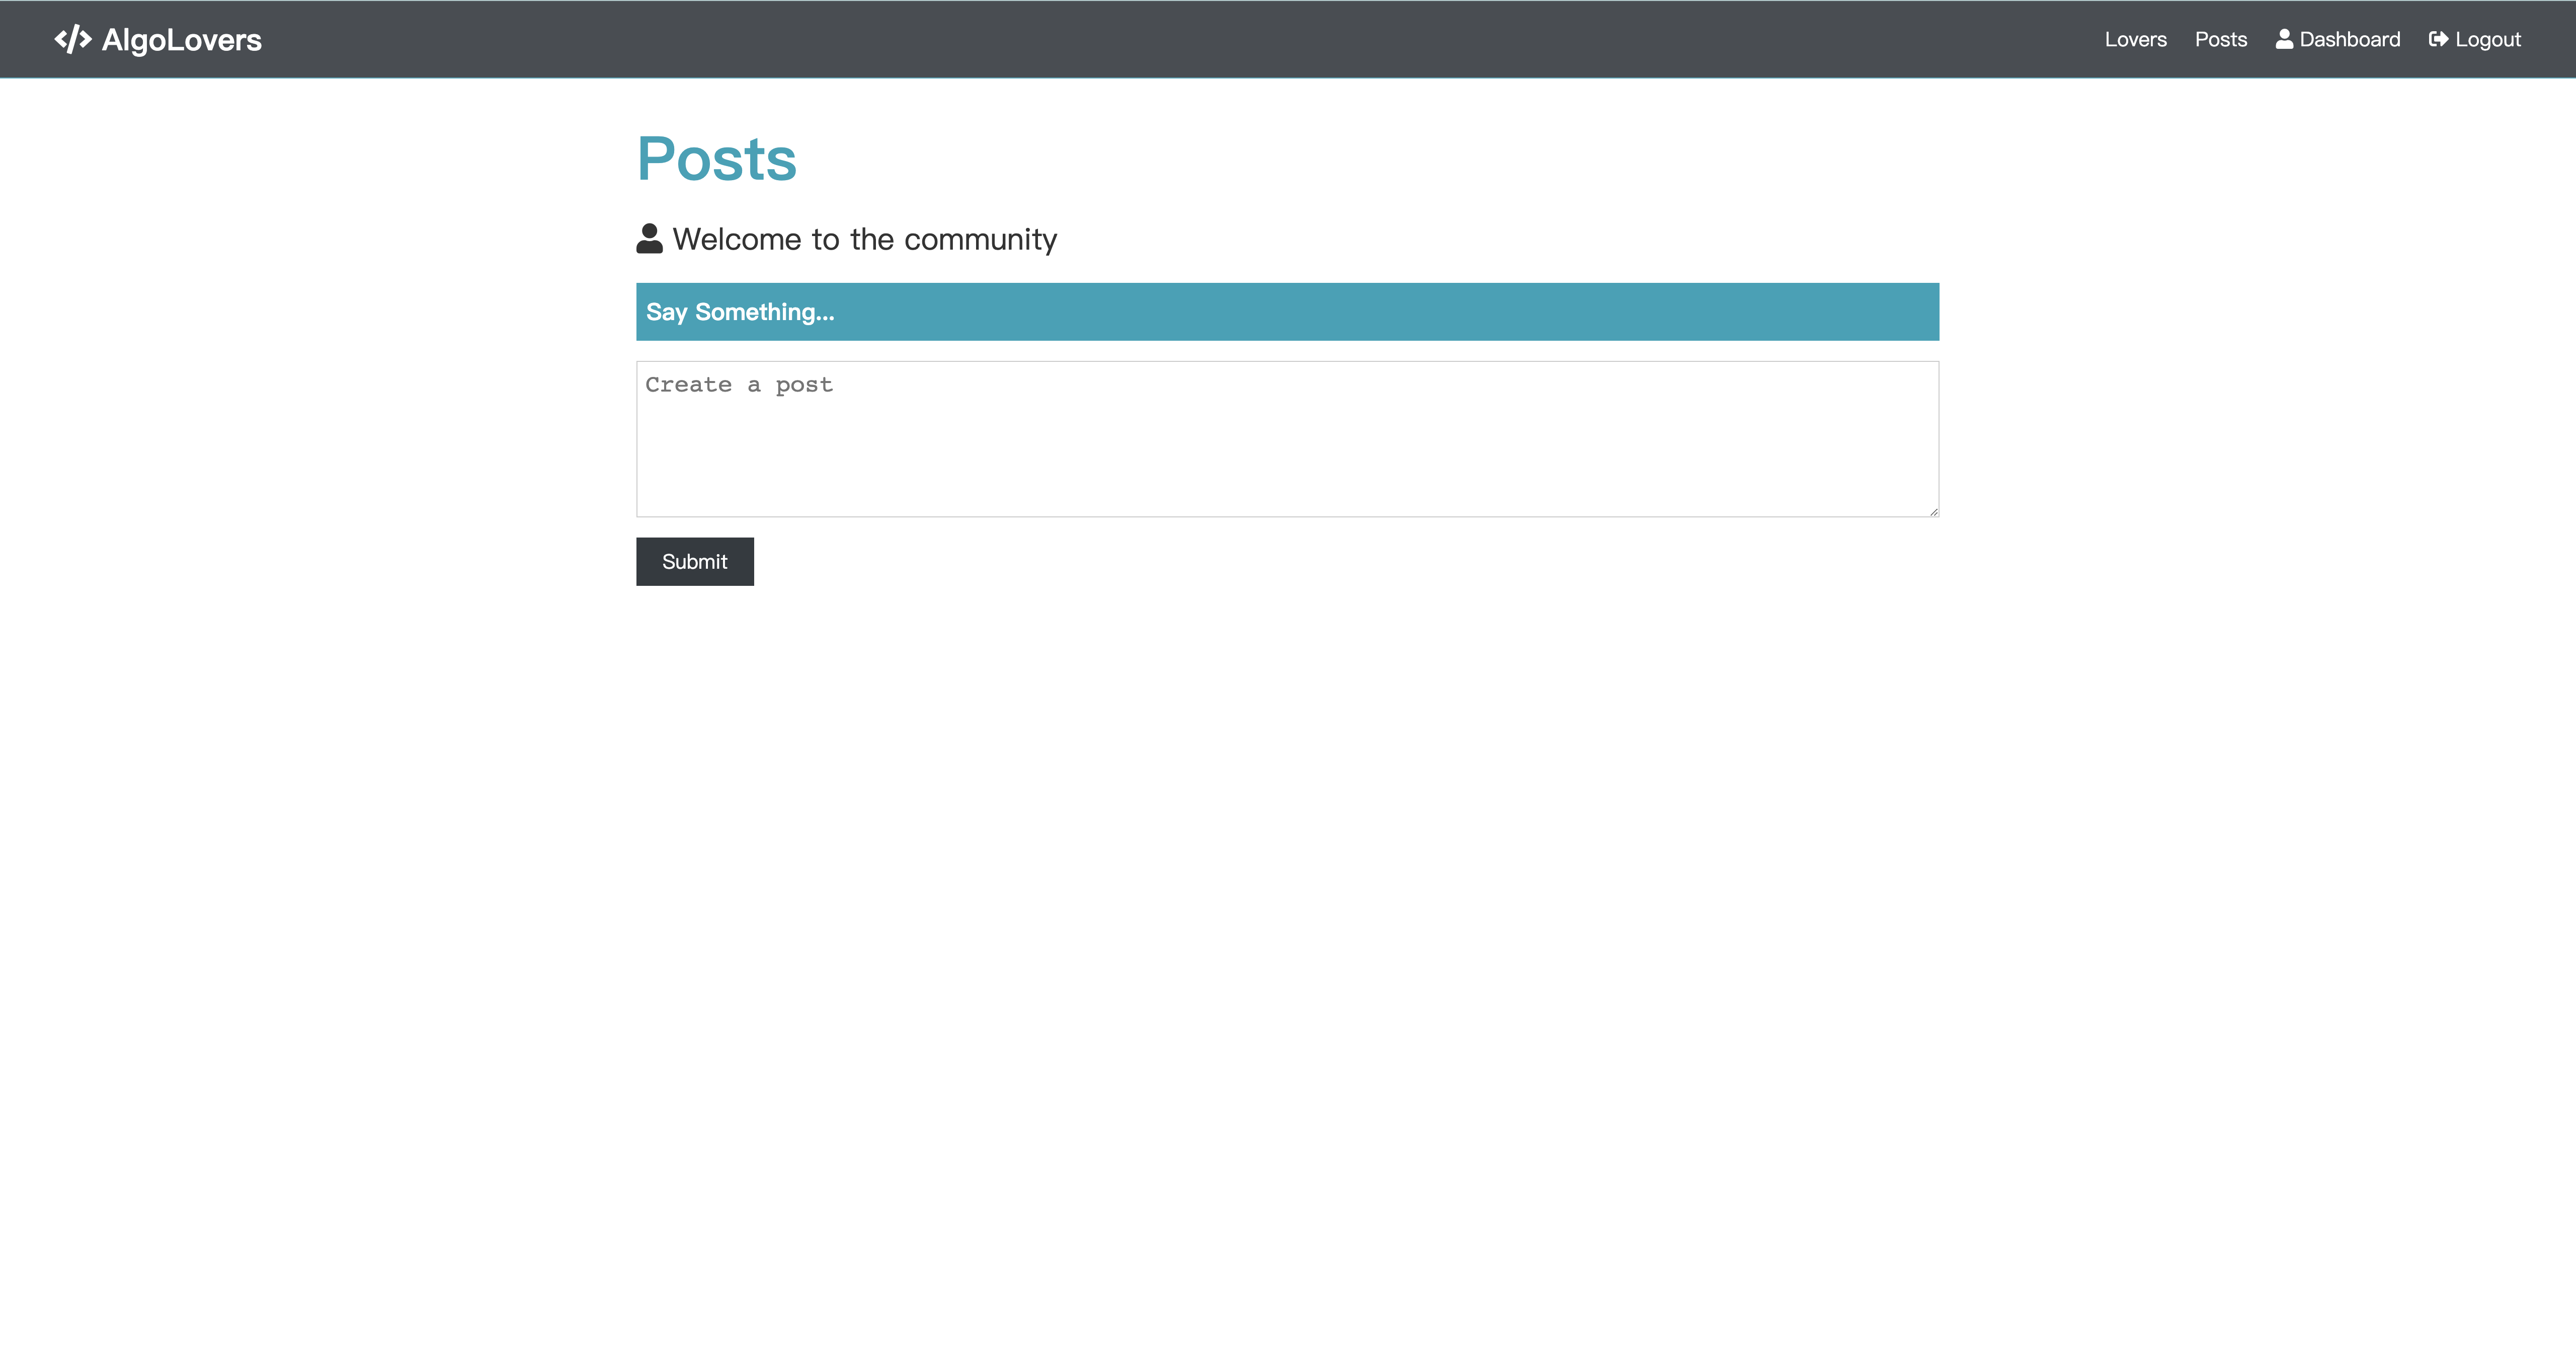 AlgoLovers
Lovers Posts Dashboard Logout
Posts
Welcome to the community
Say Something...
Create a post
Submit